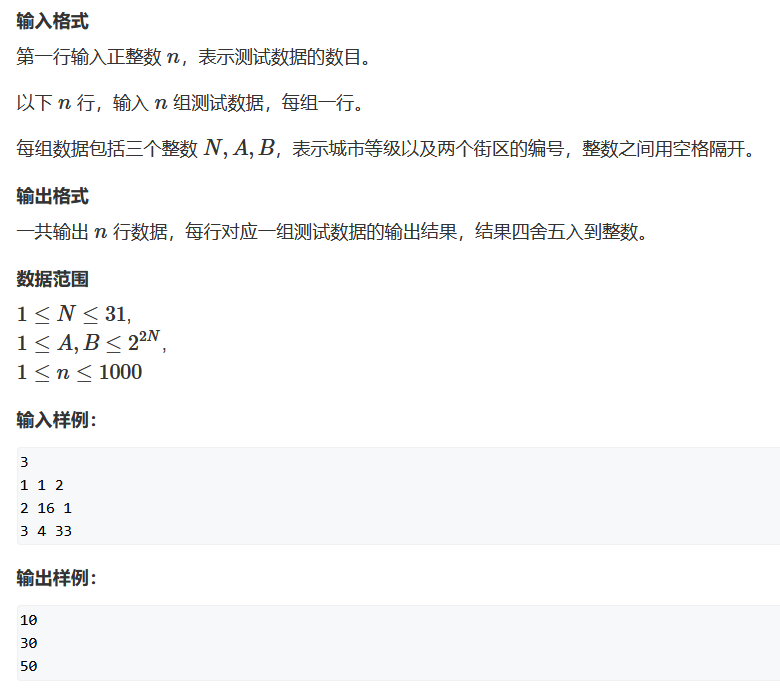 输入格式
第一行输入正整数 n，表示测试数据的数目。
以下 n 行，输入 n 组测试数据，每组一行。
每组数据包括三个整数 N, A, B，表示城市等级以及两个街区的编号，整数之间用空格隔开。
输出格式
一共输出 n 行数据，每行对应一组测试数据的输出结果，结果四舍五入到整数。
数据范围
1 ≤ N ≤ 31,
1 ≤ A, B ≤ 2^{2N},
1 ≤ n ≤ 1000
输入样例：
3
1 1 2
2 16 1
3 4 33
输出样例：
10
30
50